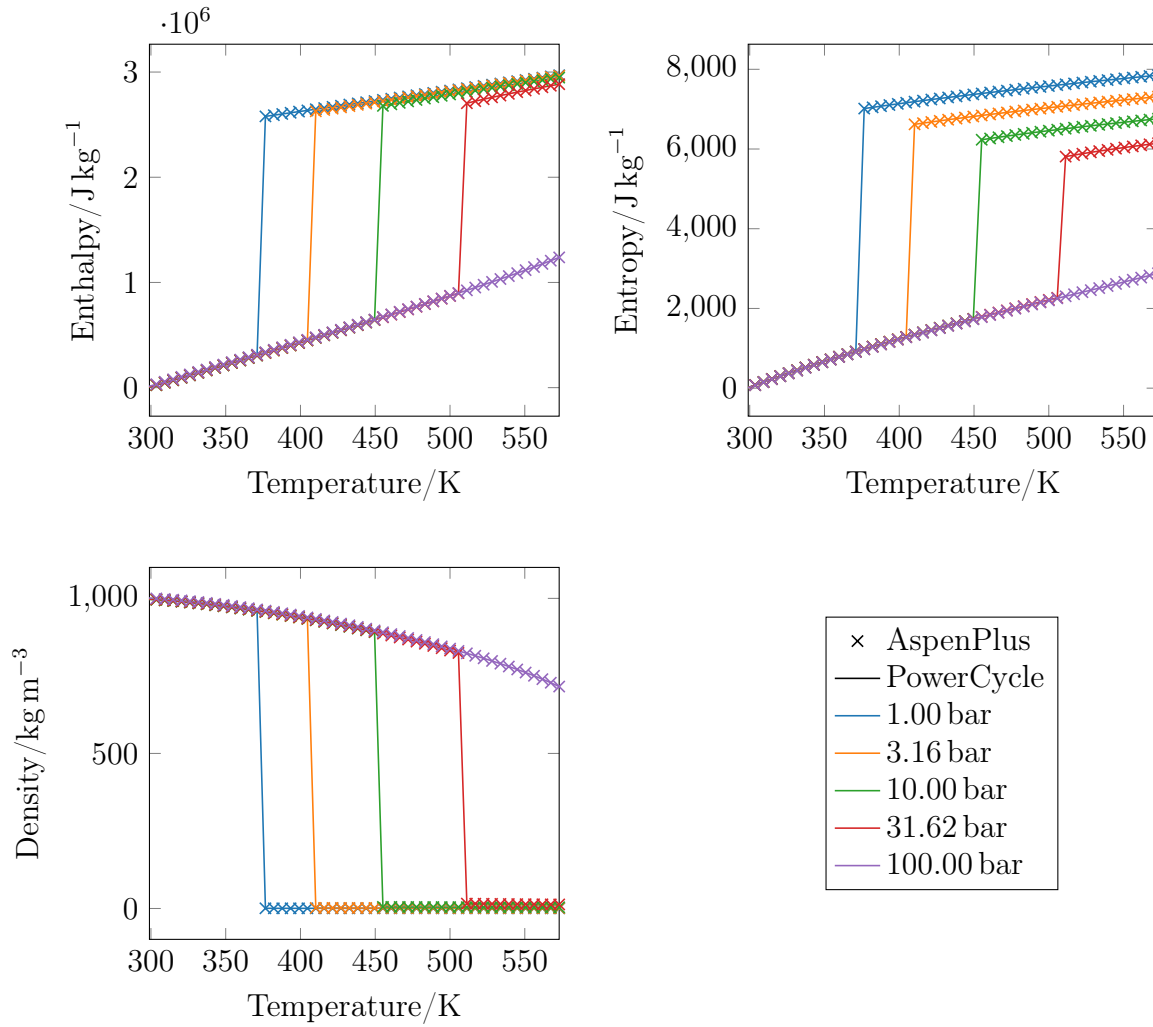 ·10⁶
3
2
1
0
Enthalpy/J kg⁻¹
300 350 400 450 500 550
Temperature/K
8,000
6,000
4,000
2,000
0
Entropy/J kg⁻¹
300 350 400 450 500 550
Temperature/K
1,000
500
0
Density/kg m⁻³
300 350 400 450 500 550
Temperature/K
AspenPlus
PowerCycle
1.00 bar
3.16 bar
10.00 bar
31.62 bar
100.00 bar